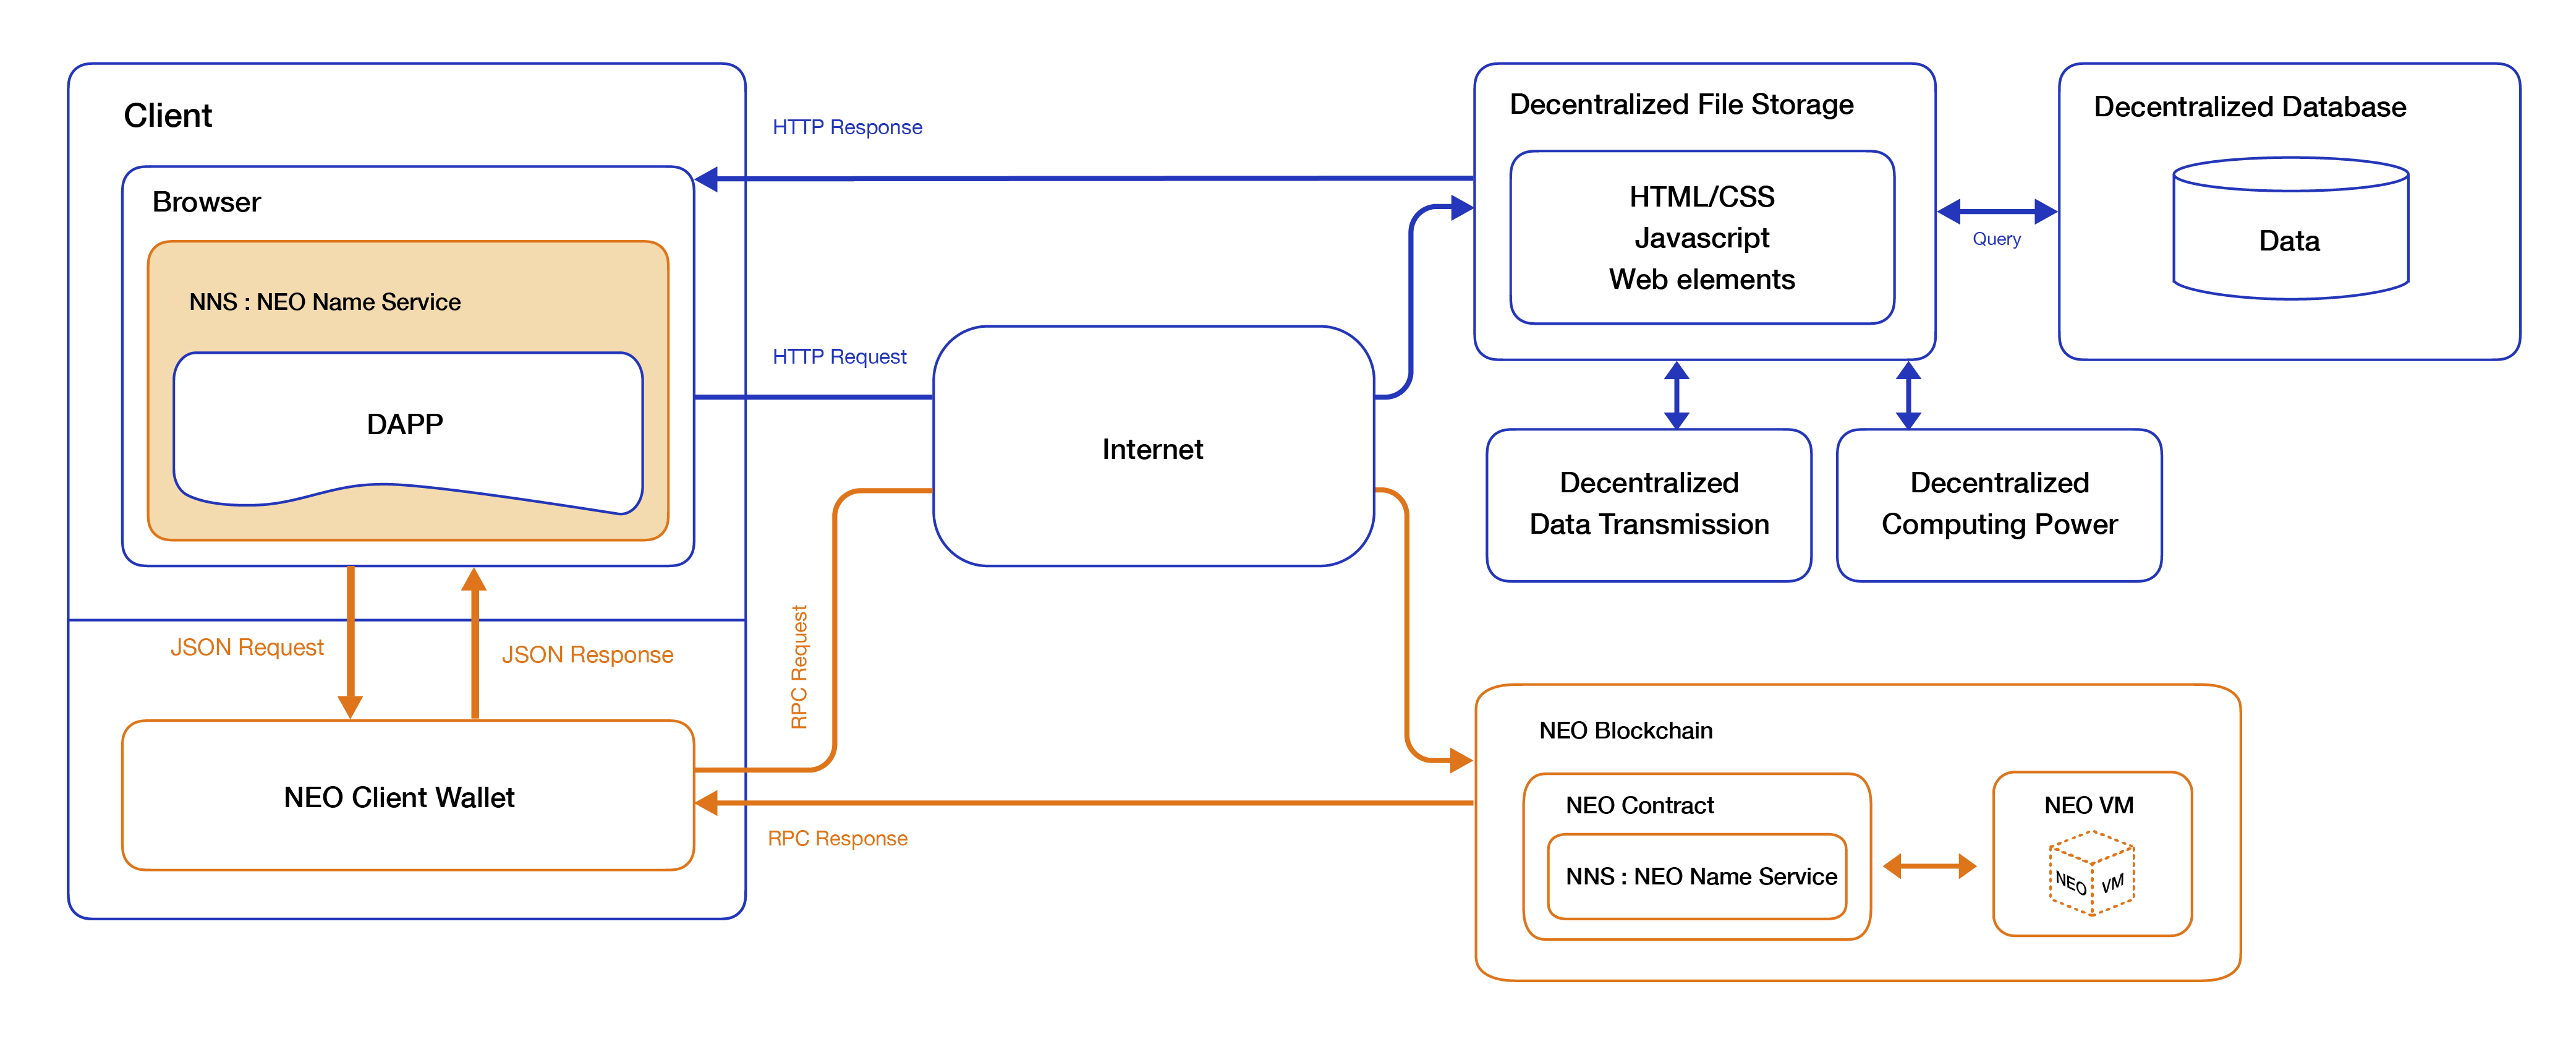 Client
Browser
NNS : NEO Name Service
DAPP
JSON Request
JSON Response
NEO Client Wallet
HTTP Response
HTTP Request
RPC Request
RPC Response
Internet
Decentralized File Storage
HTML/CSS
Javascript
Web elements
Query
Decentralized Database
Data
Decentralized
Data Transmission
Decentralized
Computing Power
NEO Blockchain
NEO Contract
NNS : NEO Name Service
NEO VM
NEO VM